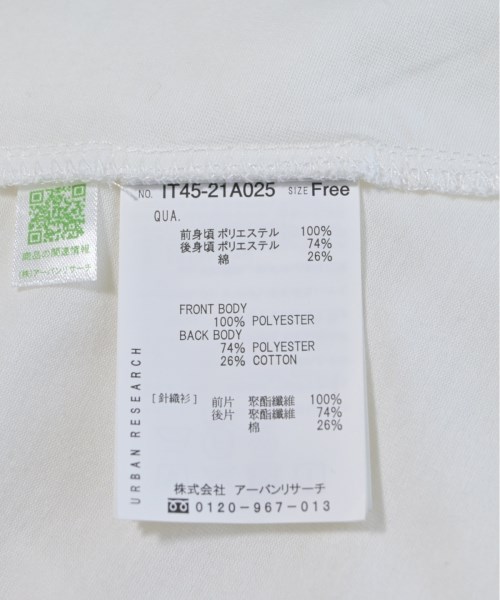 NO. IT45-21A025 SIZE Free
QUA.
前身頃 ポリエステル 100%
後身頃 ポリエステル 74%
綿 26%
FRONT BODY
100% POLYESTER
BACK BODY
74% POLYESTER
26% COTTON
[針織衫] 前片 聚酯纖維 100%
後片 聚酯纖維 74%
棉 26%
URBAN RESEARCH
株式会社 アーバンリサーチ
0120-967-013
商品の関連情報
(株)アーバンリサーチ